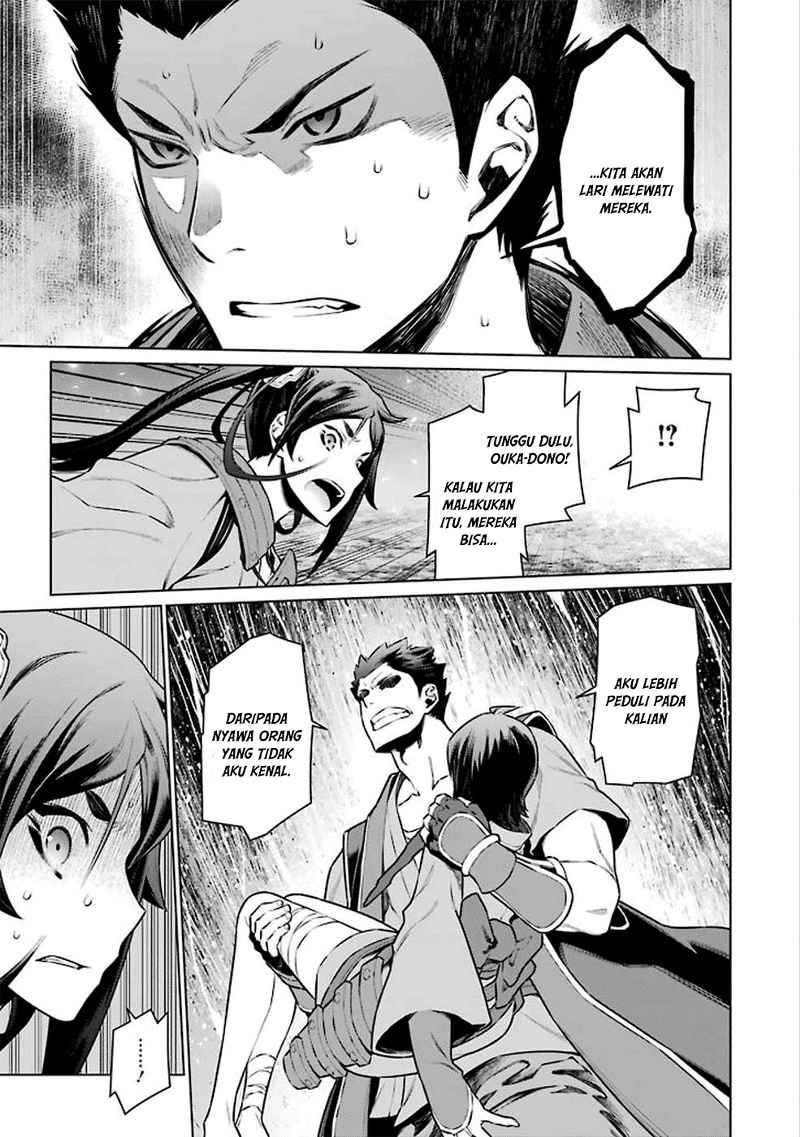 ...KITA AKAN
LARI MELEWATI
MEREKA.
!?
TUNGGU DULU,
OUKA-DONO!
KALAU KITA
MALAKUKAN
ITU, MEREKA
BISA...
AKU LEBIH
PEDULI PADA
KALIAN
DARIPADA
NYAWA ORANG
YANG TIDAK
AKU KENAL.
......,